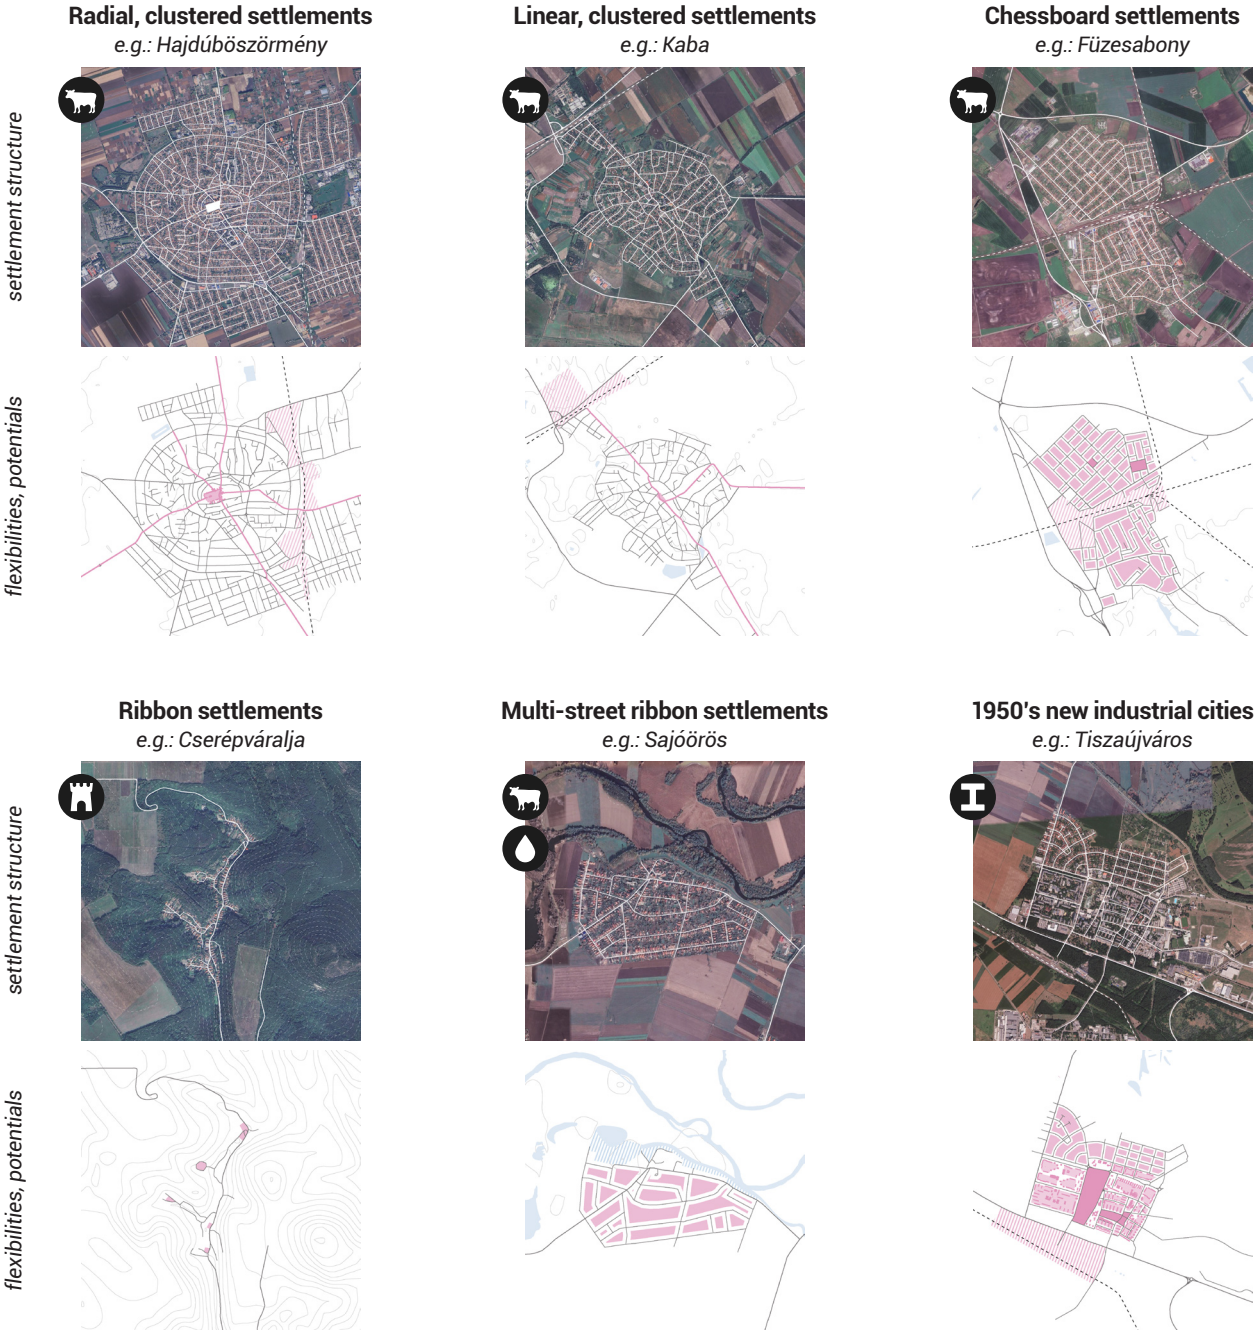 Radial, clustered settlements
e.g.: Hajdúböszörmény
Linear, clustered settlements
e.g.: Kaba
Chessboard settlements
e.g.: Füzesabony
settlement structure
flexibilities, potentials
Ribbon settlements
e.g.: Cserépváralja
Multi-street ribbon settlements
e.g.: Sajóörös
1950's new industrial cities
e.g.: Tiszaújváros
settlement structure
flexibilities, potentials